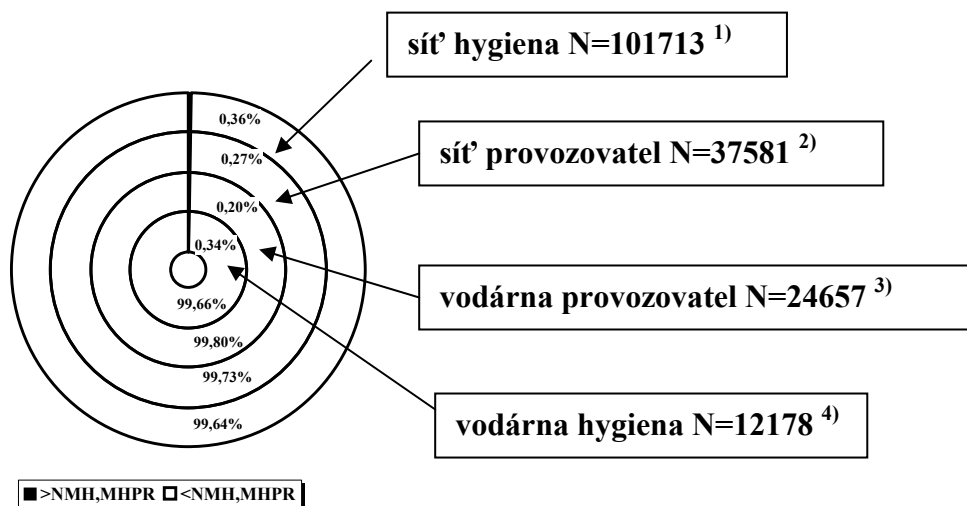 síť hygiena N=101713 1)
0,36%
síť provozovatel N=37581 2)
0,27%
0,20%
0,34%
vodárna provozovatel N=24657 3)
99,66%
99,80%
99,73%
99,64%
vodárna hygiena N=12178 4)
>NMH,MHPR <NMH,MHPR